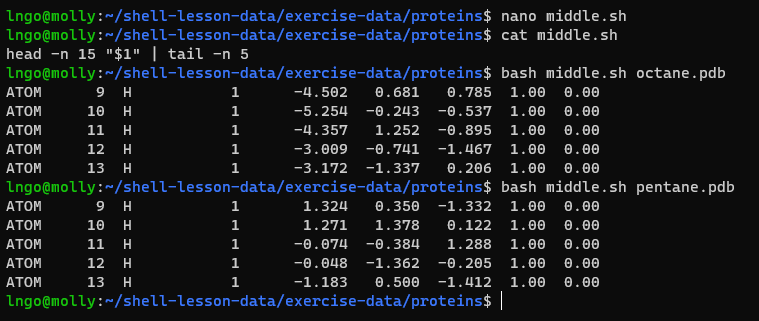 lngo@molly:~/shell-lesson-data/exercise-data/proteins$ nano middle.sh
lngo@molly:~/shell-lesson-data/exercise-data/proteins$ cat middle.sh
head -n 15 "$1" | tail -n 5
lngo@molly:~/shell-lesson-data/exercise-data/proteins$ bash middle.sh octane.pdb
ATOM      9  H           1      -4.502   0.681   0.785  1.00  0.00
ATOM     10  H           1      -5.254  -0.243  -0.537  1.00  0.00
ATOM     11  H           1      -4.357   1.252  -0.895  1.00  0.00
ATOM     12  H           1      -3.009  -0.741  -1.467  1.00  0.00
ATOM     13  H           1      -3.172  -1.337   0.206  1.00  0.00
lngo@molly:~/shell-lesson-data/exercise-data/proteins$ bash middle.sh pentane.pdb
ATOM      9  H           1       1.324   0.350  -1.332  1.00  0.00
ATOM     10  H           1       1.271   1.378   0.122  1.00  0.00
ATOM     11  H           1      -0.074  -0.384   1.288  1.00  0.00
ATOM     12  H           1      -0.048  -1.362  -0.205  1.00  0.00
ATOM     13  H           1      -1.183   0.500  -1.412  1.00  0.00
lngo@molly:~/shell-lesson-data/exercise-data/proteins$